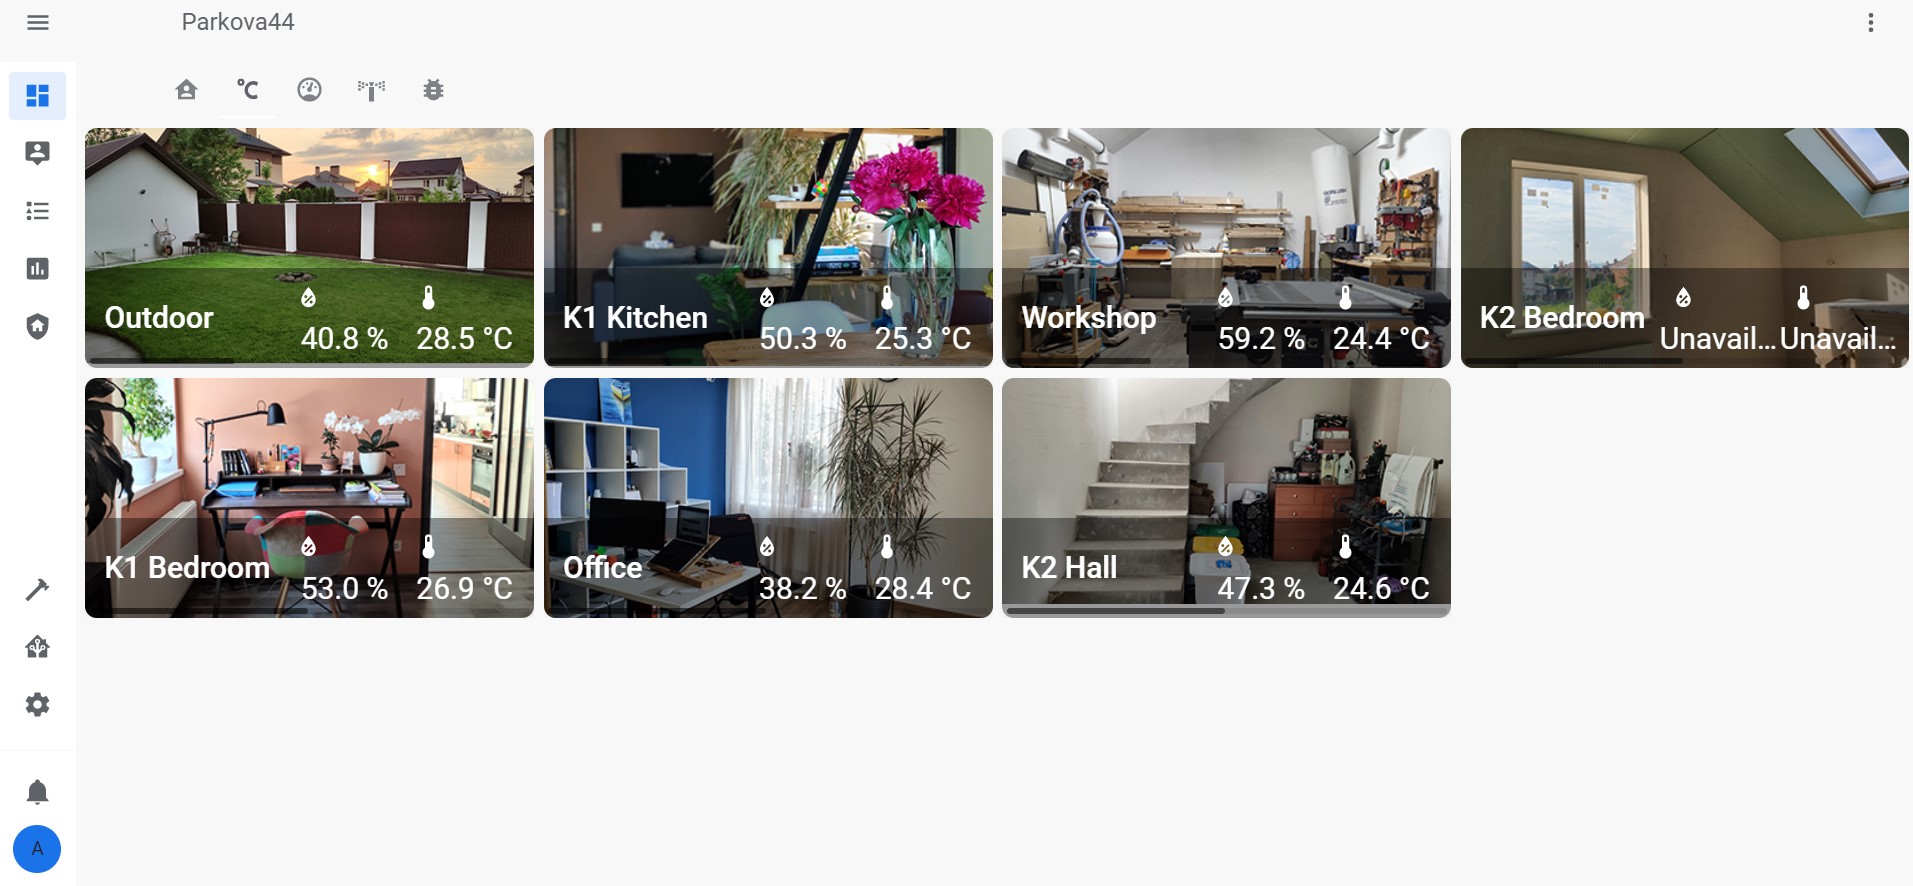 Parkova44
°C
Outdoor
40.8 %
28.5 °C
K1 Kitchen
50.3 %
25.3 °C
Workshop
59.2 %
24.4 °C
K2 Bedroom
Unavail...
Unavail...
K1 Bedroom
53.0 %
26.9 °C
Office
38.2 %
28.4 °C
K2 Hall
47.3 %
24.6 °C
A